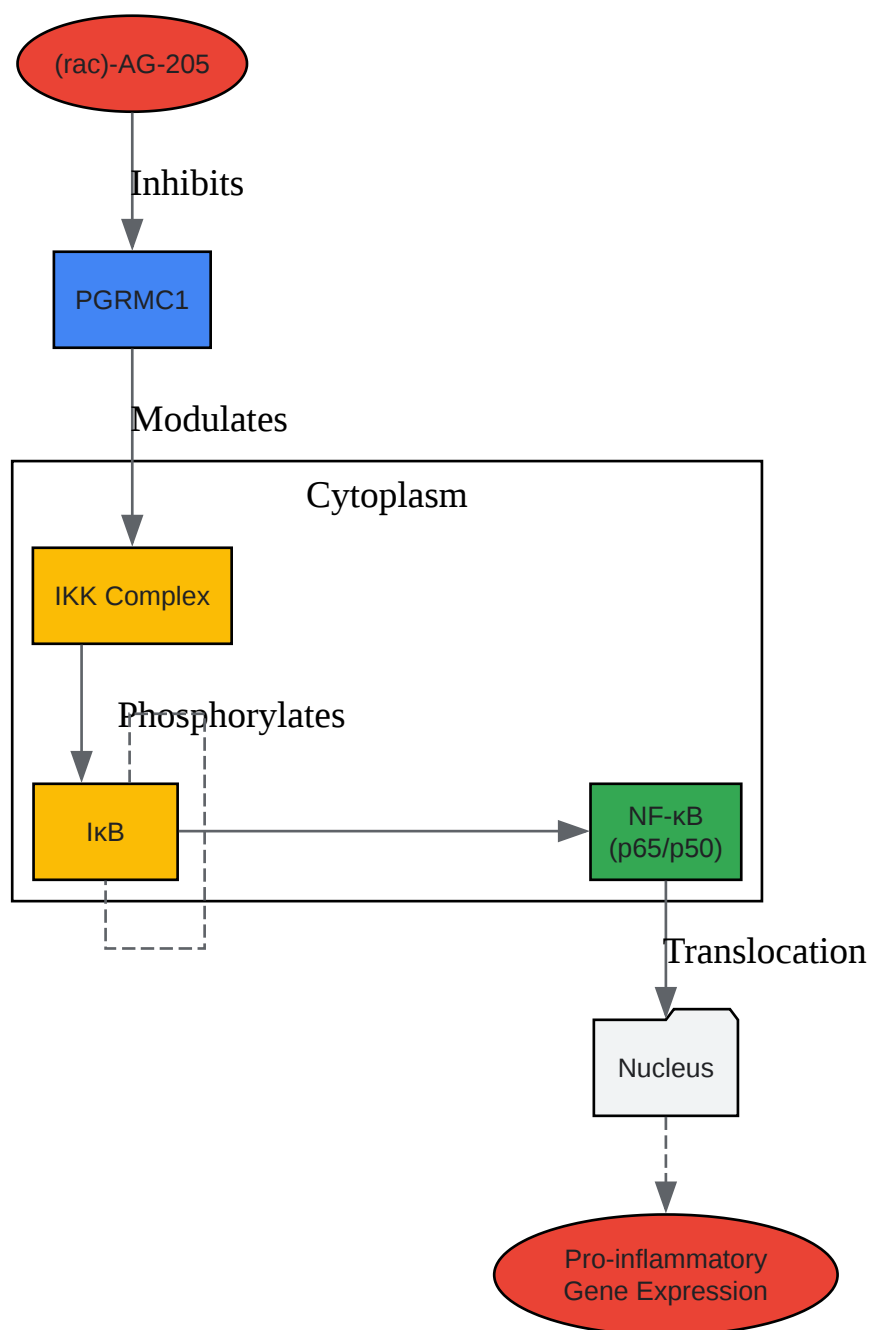 (rac)-AG-205
Inhibits
PGRMC1
Modulates
Cytoplasm
IKK Complex
Phosphorylates
IκB
NF-κB
(p65/p50)
Translocation
Nucleus
Pro-inflammatory
Gene Expression